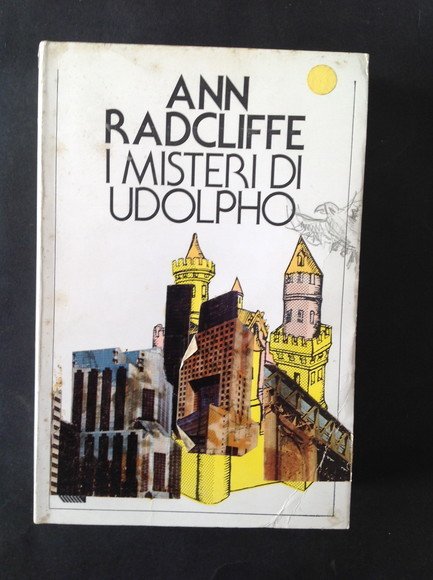 ANN
RADCLIFFE
I MISTERI DI
UDOLPHO